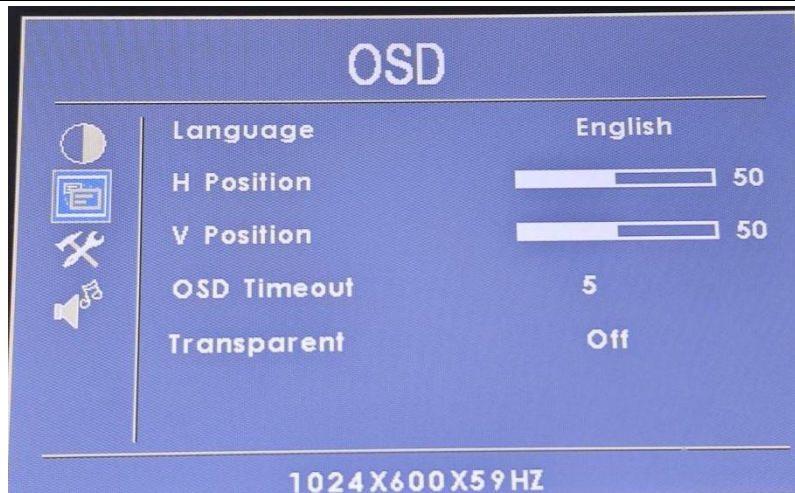 OSD
Language English
H Position 50
V Position 50
OSD Timeout 5
Transparent Off
1024X600X59HZ